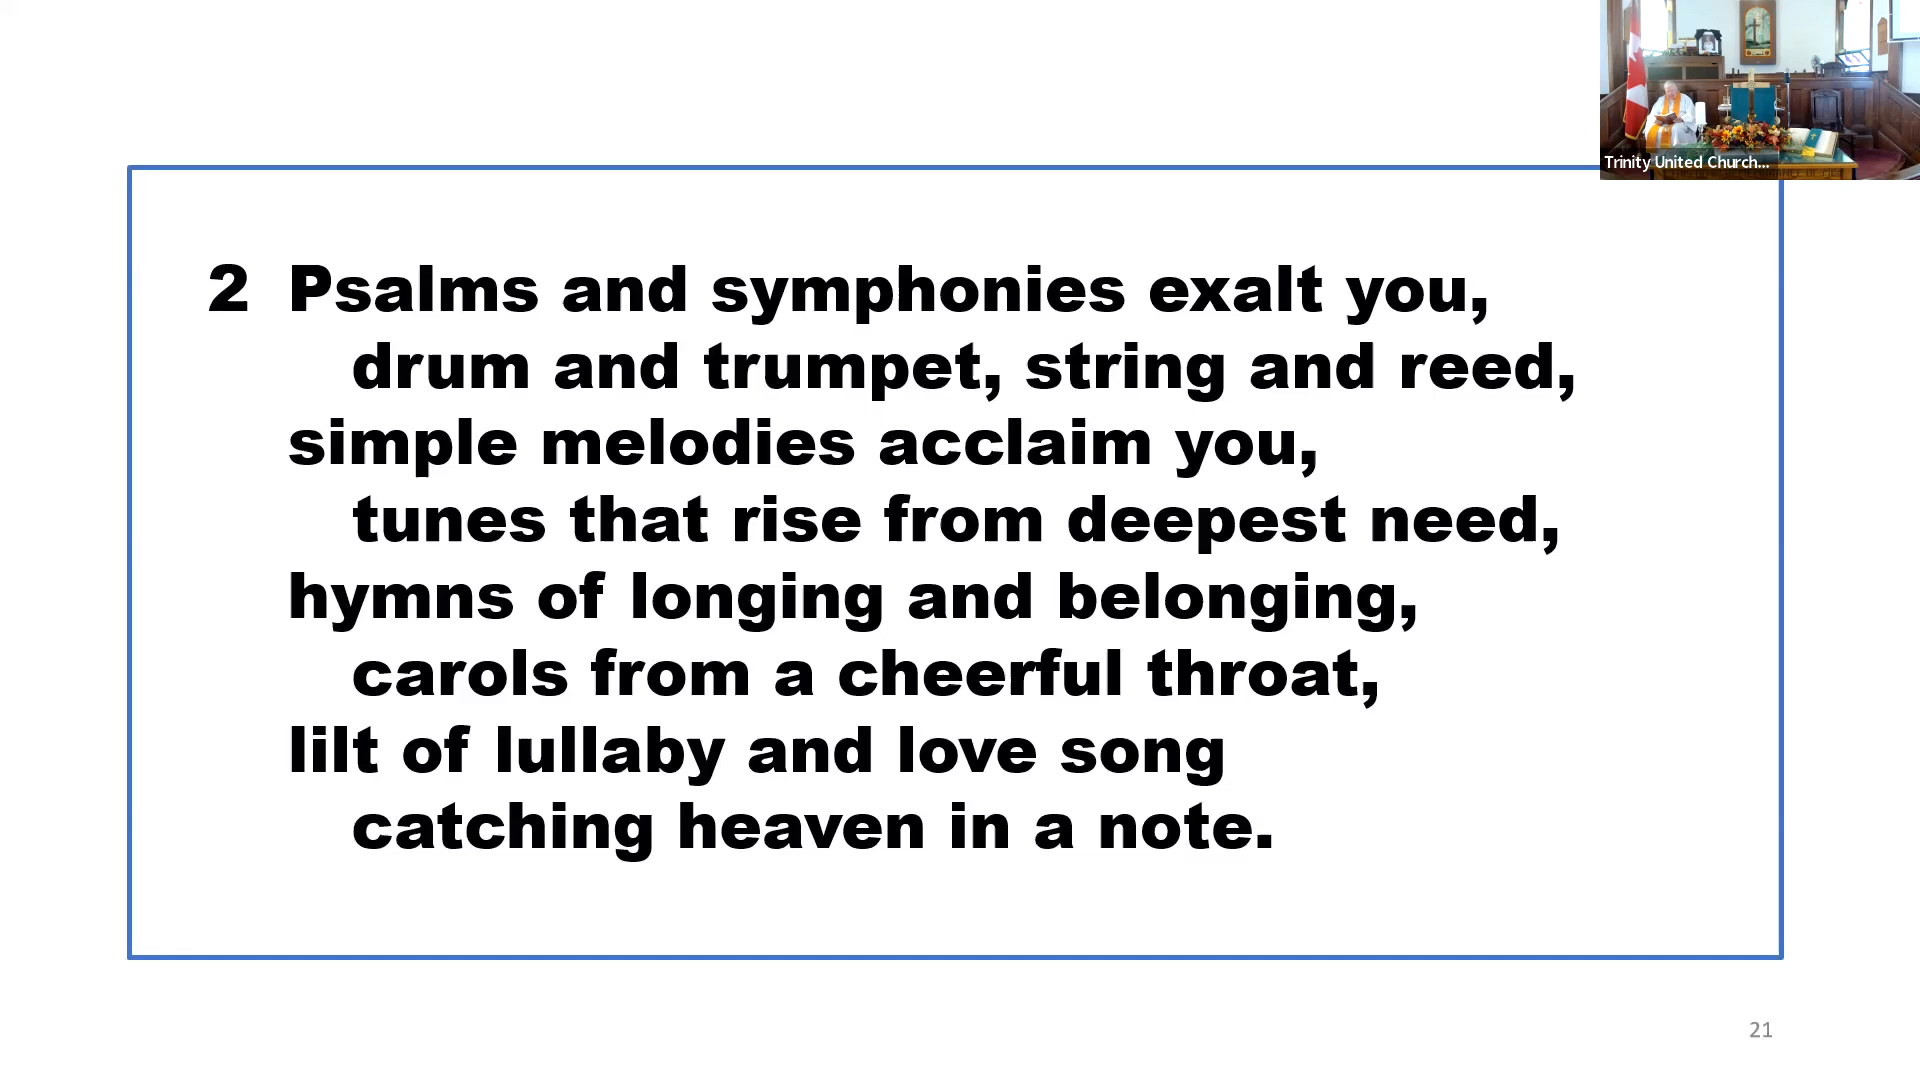 Trinity United Church...
2 Psalms and symphonies exalt you,
drum and trumpet, string and reed,
simple melodies acclaim you,
tunes that rise from deepest need,
hymns of longing and belonging,
carols from a cheerful throat,
lilt of lullaby and love song
catching heaven in a note.
21